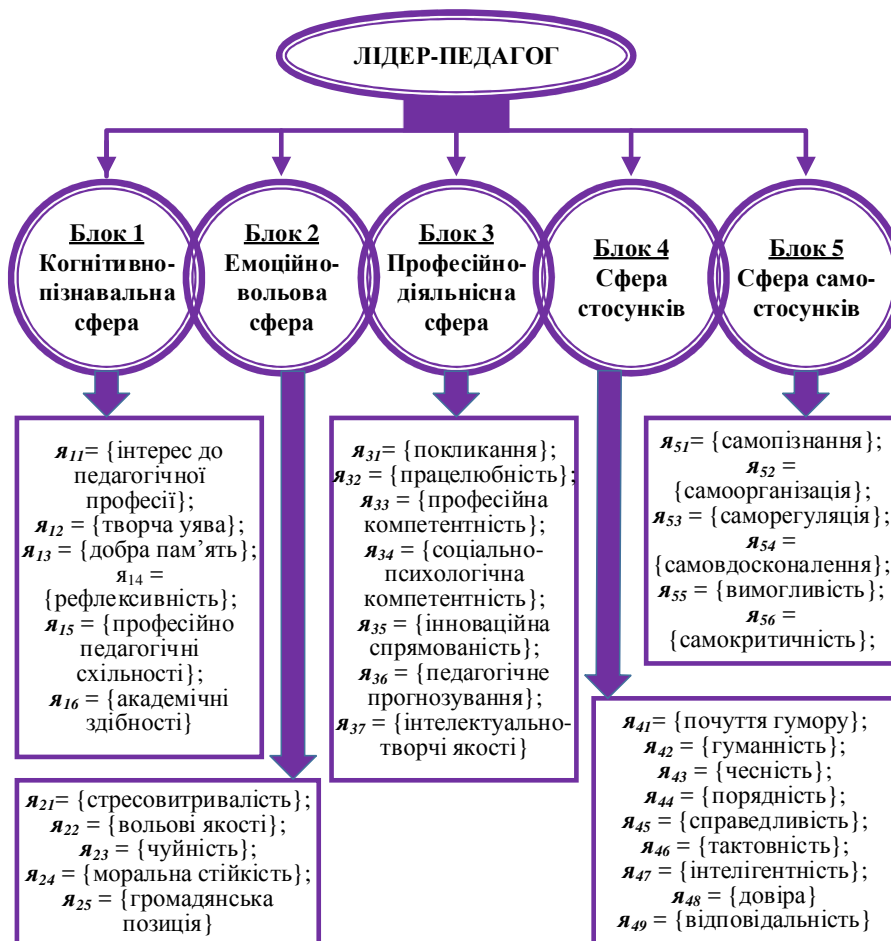 ЛІДЕР-ПЕДАГОГ
Блок 1
Когнітивно-
пізнавальна
сфера
Блок 2
Емоційно-
вольова
сфера
Блок 3
Професійно-
діяльнісна
сфера
Блок 4
Сфера
стосунків
Блок 5
Сфера само-
стосунків
я11= {інтерес до
педагогічної
професії};
я12 = {творча уява};
я13 = {добра пам’ять};
я14 =
{рефлексивність};
я15 = {професійно
педагогічні
схільності};
я16 = {академічні
здібності}
я21= {стресовитривалість};
я22 = {вольові якості};
я23 = {чуйність};
я24 = {моральна стійкість};
я25 = {громадянська
позиція}
я31= {покликання};
я32 = {працелюбність};
я33 = {професійна
компетентність};
я34 = {соціально-
психологічна
компетентність};
я35 = {інноваційна
спрямованість};
я36 = {педагогічне
прогнозування};
я37 = {інтелектуально-
творчі якості}
я41= {почуття гумору};
я42 = {гуманність};
я43 = {чесність};
я44 = {порядність};
я45 = {справедливість};
я46 = {тактовність};
я47 = {інтелігентність};
я48 = {довіра}
я49 = {відповідальність}
я51= {самопізнання};
я52 =
{самоорганізація};
я53 = {саморегуляція};
я54 =
{самовдосконалення};
я55 = {вимогливість};
я56 =
{самокритичність};